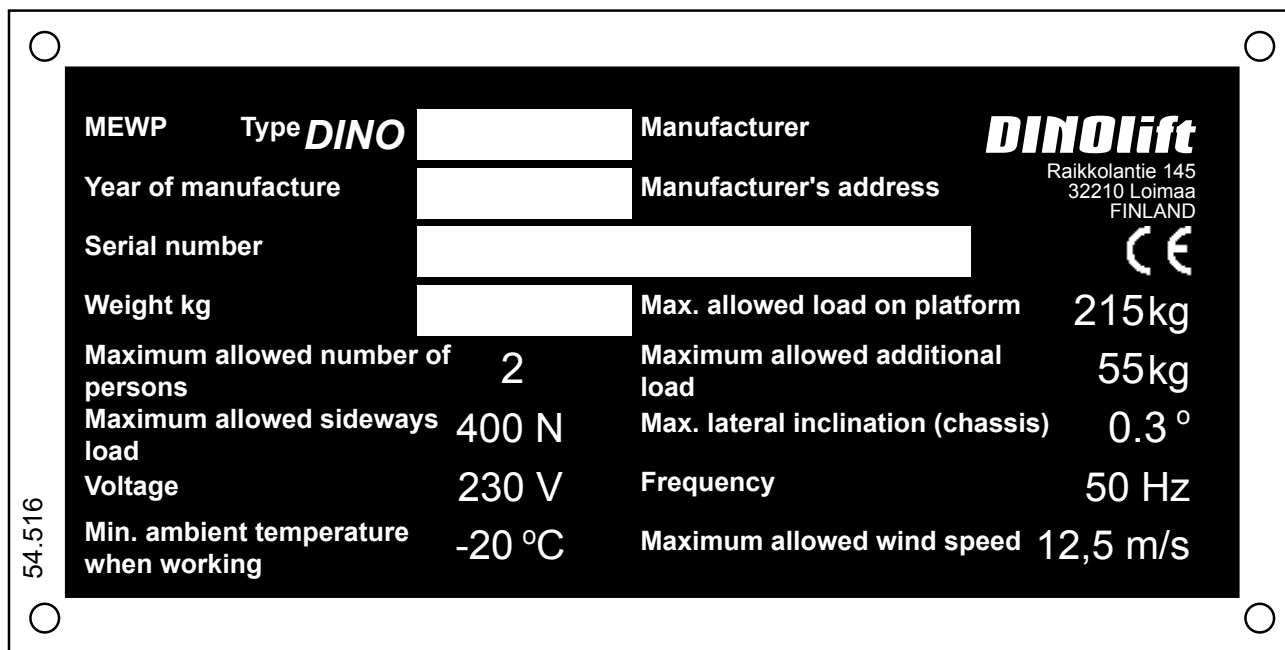 MEWP Type DINO Manufacturer DINOlift
Raikkolantie 145
Year of manufacture Manufacturer's address 32210 Loimaa
FINLAND
Serial number CE
Weight kg Max. allowed load on platform 215kg
Maximum allowed number of
persons 2
Maximum allowed additional
load 55kg
Maximum allowed sideways
load 400 N
Max. lateral inclination (chassis) 0.3 º
Voltage 230 V Frequency 50 Hz
Min. ambient temperature
when working -20 ºC
Maximum allowed wind speed 12,5 m/s
54.516